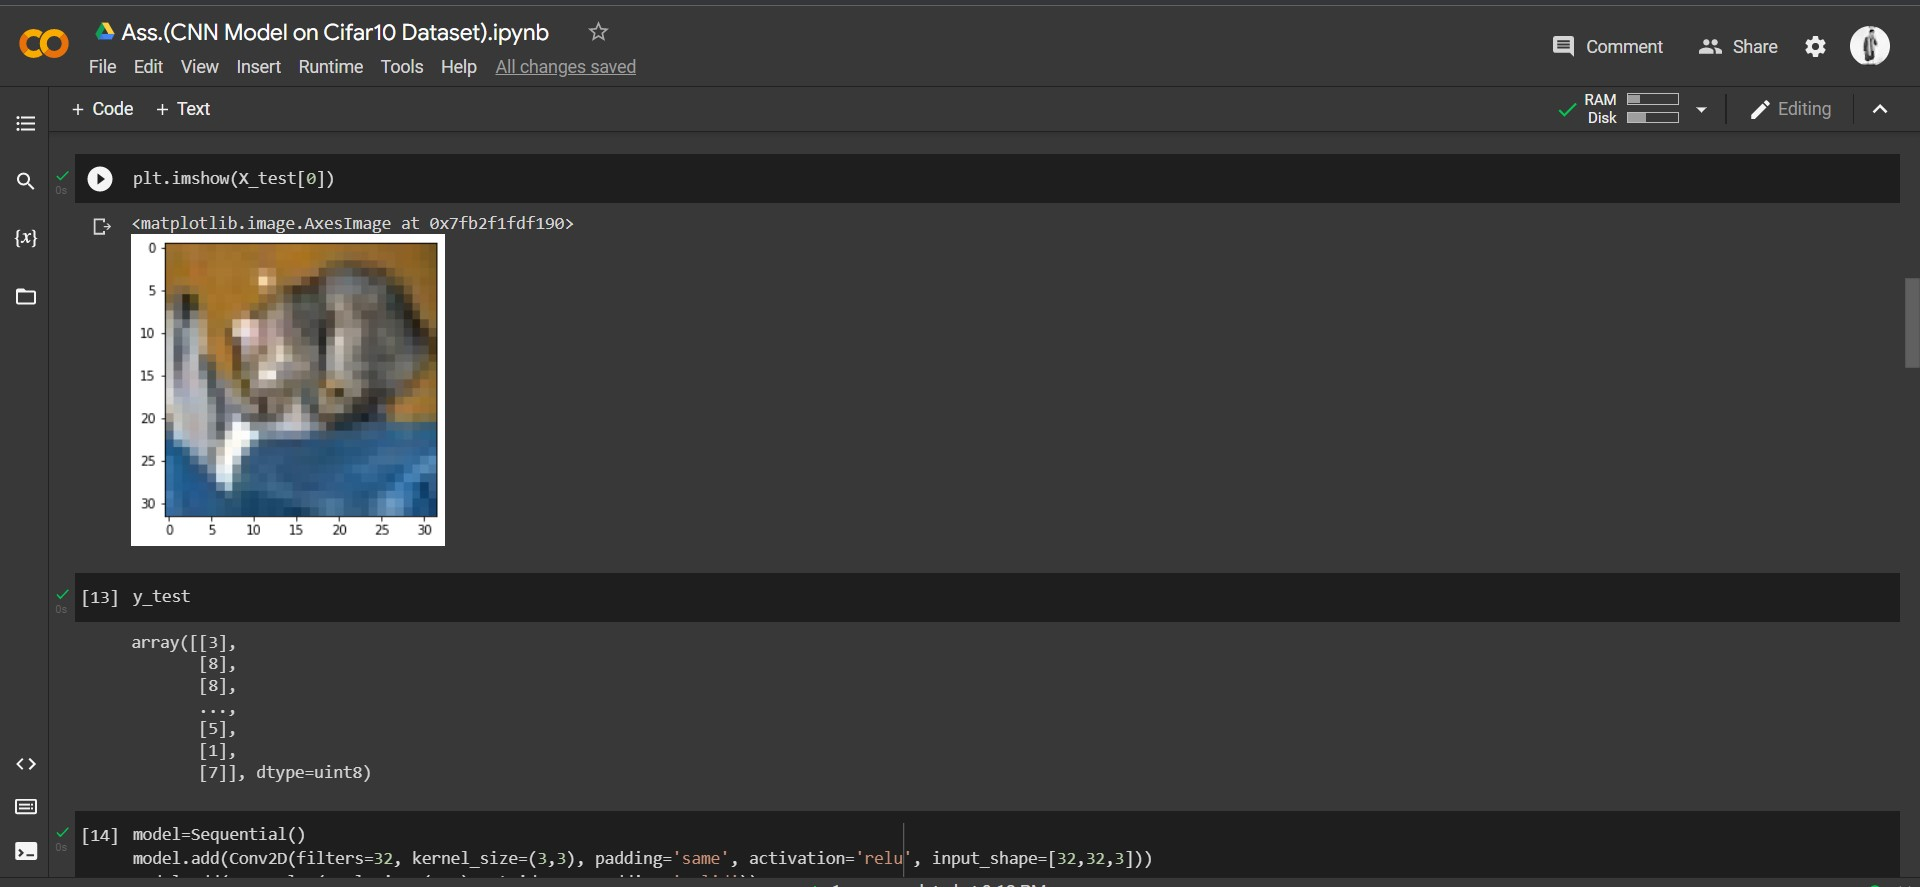 Ass.(CNN Model on Cifar10 Dataset).ipynb
Comment
Share
File Edit View Insert Runtime Tools Help All changes saved
+ Code + Text
RAM
Disk
Editing
0s
plt.imshow(X_test[0])
{x}
<matplotlib.image.AxesImage at 0x7fb2f1fdf190>
0
5
10
15
20
25
30
0 5 10 15 20 25 30
0s
[13] y_test
array([[3],
[8],
[8],
...,
[5],
[1],
[7]], dtype=uint8)
0s
[14] model=Sequential()
model.add(Conv2D(filters=32, kernel_size=(3,3), padding='same', activation='relu', input_shape=[32,32,3]))